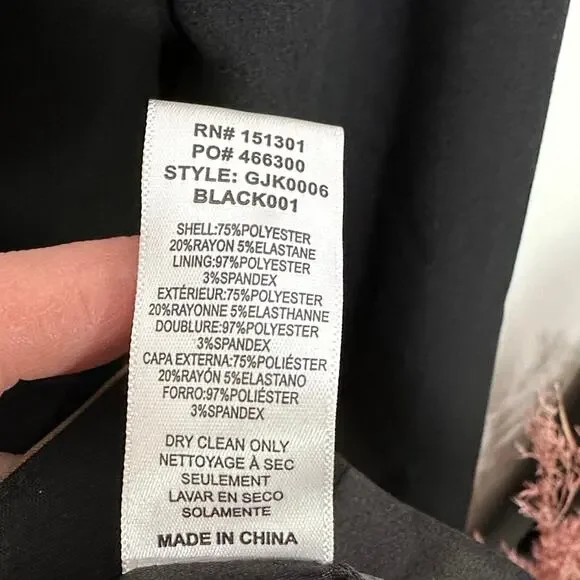 RN# 151301
PO# 466300
STYLE: GJK0006
BLACK001
SHELL:75%POLYESTER
20%RAYON 5%ELASTANE
LINING:97%POLYESTER
3%SPANDEX
EXTÉRIEUR:75%POLYESTER
20%RAYONNE 5%ELASTHANNE
DOUBLURE:97%POLYESTER
3%SPANDEX
CAPA EXTERNA:75%POLIÉSTER
20%RAYÓN 5%ELASTANO
FORRO:97%POLIÉSTER
3%SPANDEX
DRY CLEAN ONLY
NETTOYAGE À SEC
SEULEMENT
LAVAR EN SECO
SOLAMENTE
MADE IN CHINA